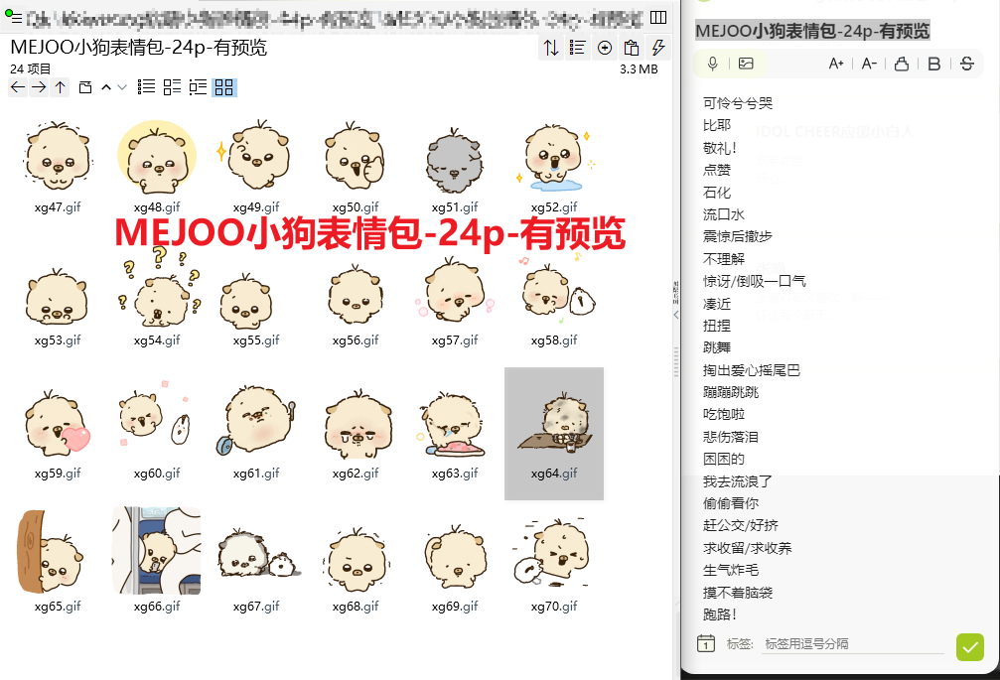 MEJOO小狗表情包-24p-有预览
24 项目
3.3 MB
xg47.gif
xg48.gif
xg49.gif
xg50.gif
xg51.gif
xg52.gif
MEJOO小狗表情包-24p-有预览
xg53.gif
xg54.gif
xg55.gif
xg56.gif
xg57.gif
xg58.gif
xg59.gif
xg60.gif
xg61.gif
xg62.gif
xg63.gif
xg64.gif
xg65.gif
xg66.gif
xg67.gif
xg68.gif
xg69.gif
xg70.gif
MEJOO小狗表情包-24p-有预览
A+
A-
B
S
可怜兮兮哭
比耶
敬礼！
点赞
石化
流口水
震惊后撤步
不理解
惊讶/倒吸一口气
凑近
扭捏
跳舞
掏出爱心摇尾巴
蹦蹦跳跳
吃饱啦
悲伤落泪
困困的
我去流浪了
偷偷看你
赶公交/好挤
求收留/求收养
生气炸毛
摸不着脑袋
跑路！
1
标签:
标签用逗号分隔